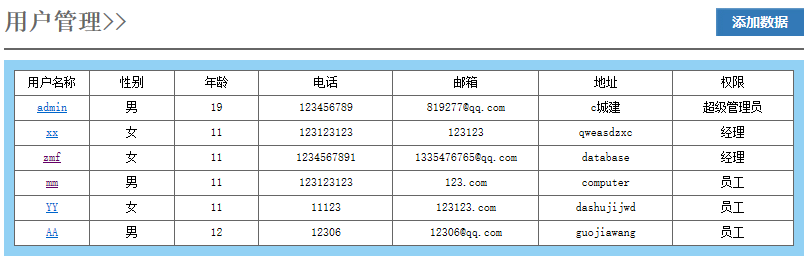 用户管理>>
添加数据
用户名称 性别 年龄 电话 邮箱 地址 权限
admin 男 19 123456789 819277@qq.com c城建 超级管理员
xx 女 11 123123123 123123 qweasdzxc 经理
zmf 女 11 1234567891 1335476765@qq.com database 经理
mm 男 11 123123123 123.com computer 员工
YY 女 11 11123 123123.com dashujijwd 员工
AA 男 12 12306 12306@qq.com guojiawang 员工